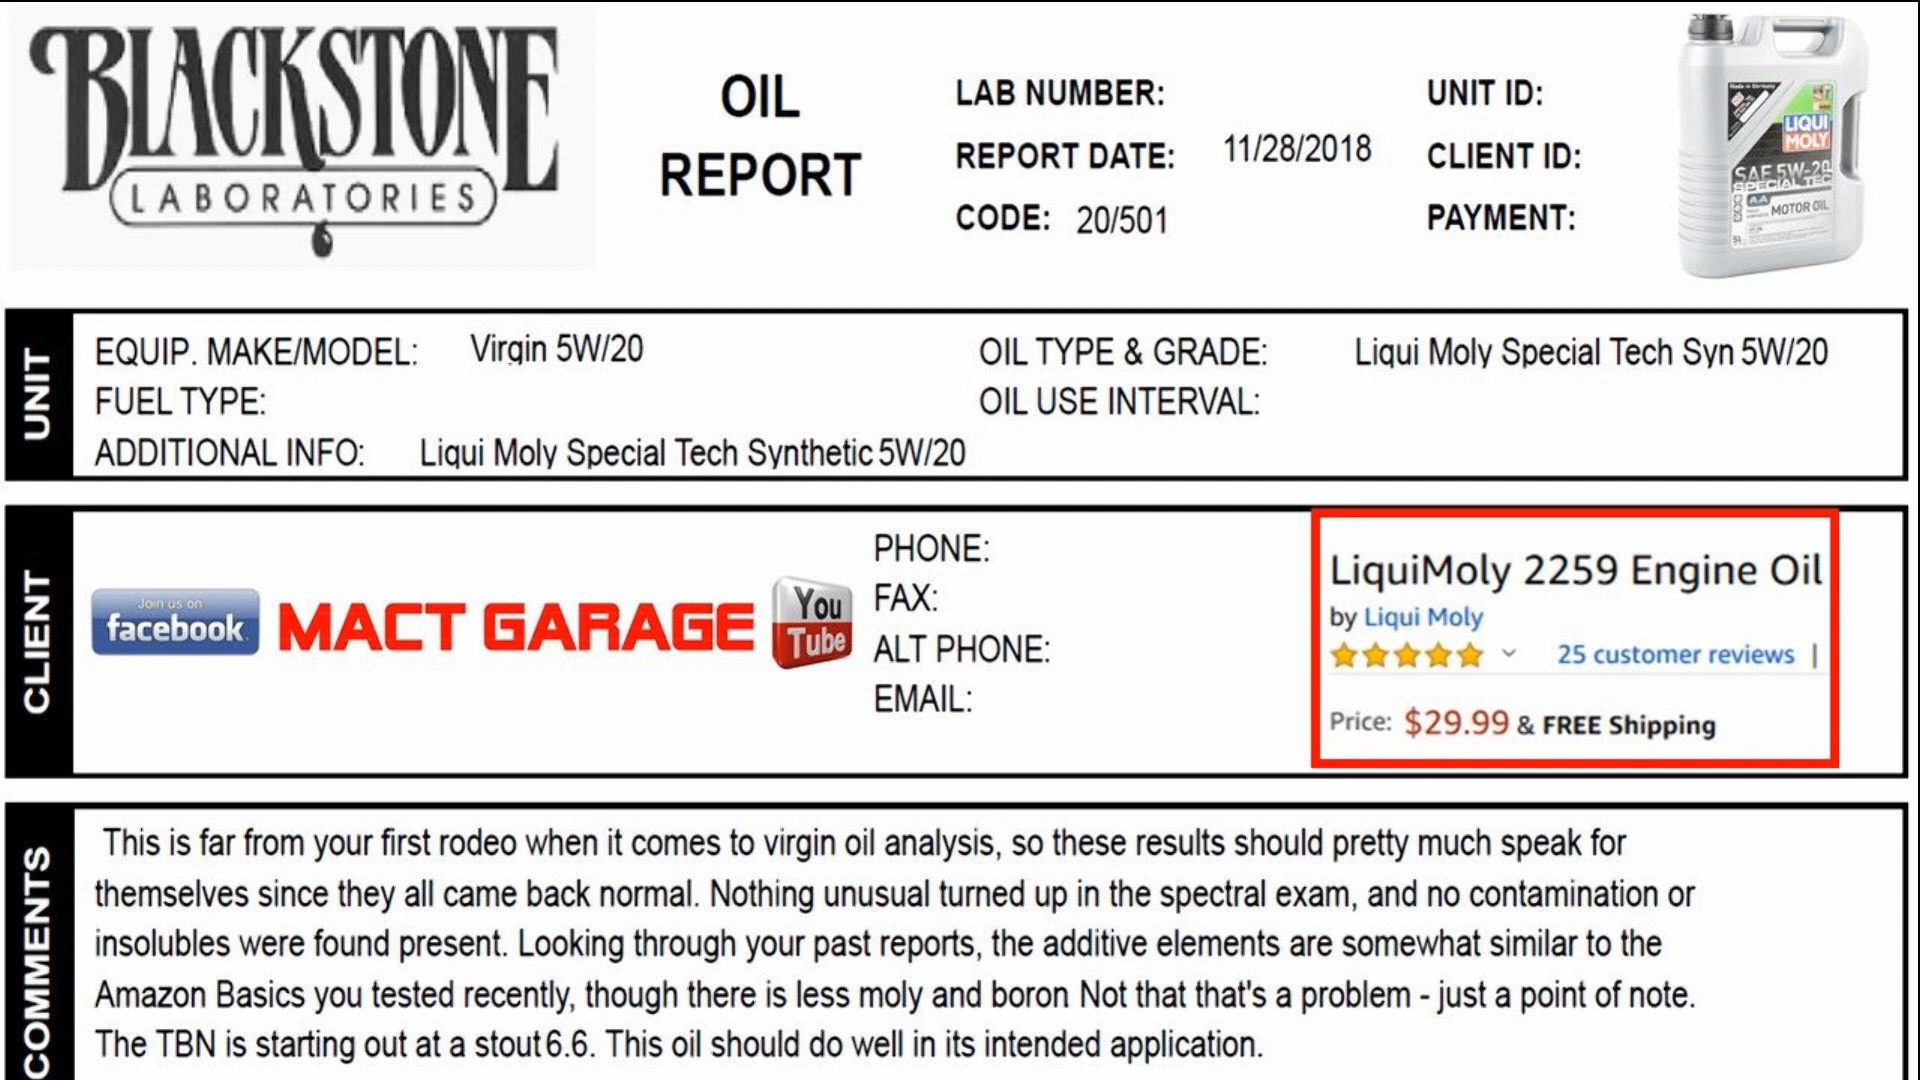 BLACKSTONE
LABORATORIES
OIL
REPORT
LAB NUMBER:
REPORT DATE: 11/28/2018
CODE: 20/501
UNIT ID:
CLIENT ID:
PAYMENT:
Made in Germany
LIQUI
MOLY
SAE 5W-20
SPECIAL TEC
AA
MOTOR OIL
5L
UNIT
EQUIP. MAKE/MODEL: Virgin 5W/20
FUEL TYPE:
ADDITIONAL INFO: Liqui Moly Special Tech Synthetic 5W/20
OIL TYPE & GRADE: Liqui Moly Special Tech Syn 5W/20
OIL USE INTERVAL:
CLIENT
Join us on
facebook
MACT GARAGE
You
Tube
PHONE:
FAX:
ALT PHONE:
EMAIL:
LiquiMoly 2259 Engine Oil
by Liqui Moly
25 customer reviews |
Price: $29.99 & FREE Shipping
COMMENTS
This is far from your first rodeo when it comes to virgin oil analysis, so these results should pretty much speak for
themselves since they all came back normal. Nothing unusual turned up in the spectral exam, and no contamination or
insolubles were found present. Looking through your past reports, the additive elements are somewhat similar to the
Amazon Basics you tested recently, though there is less moly and boron Not that that's a problem - just a point of note.
The TBN is starting out at a stout 6.6. This oil should do well in its intended application.